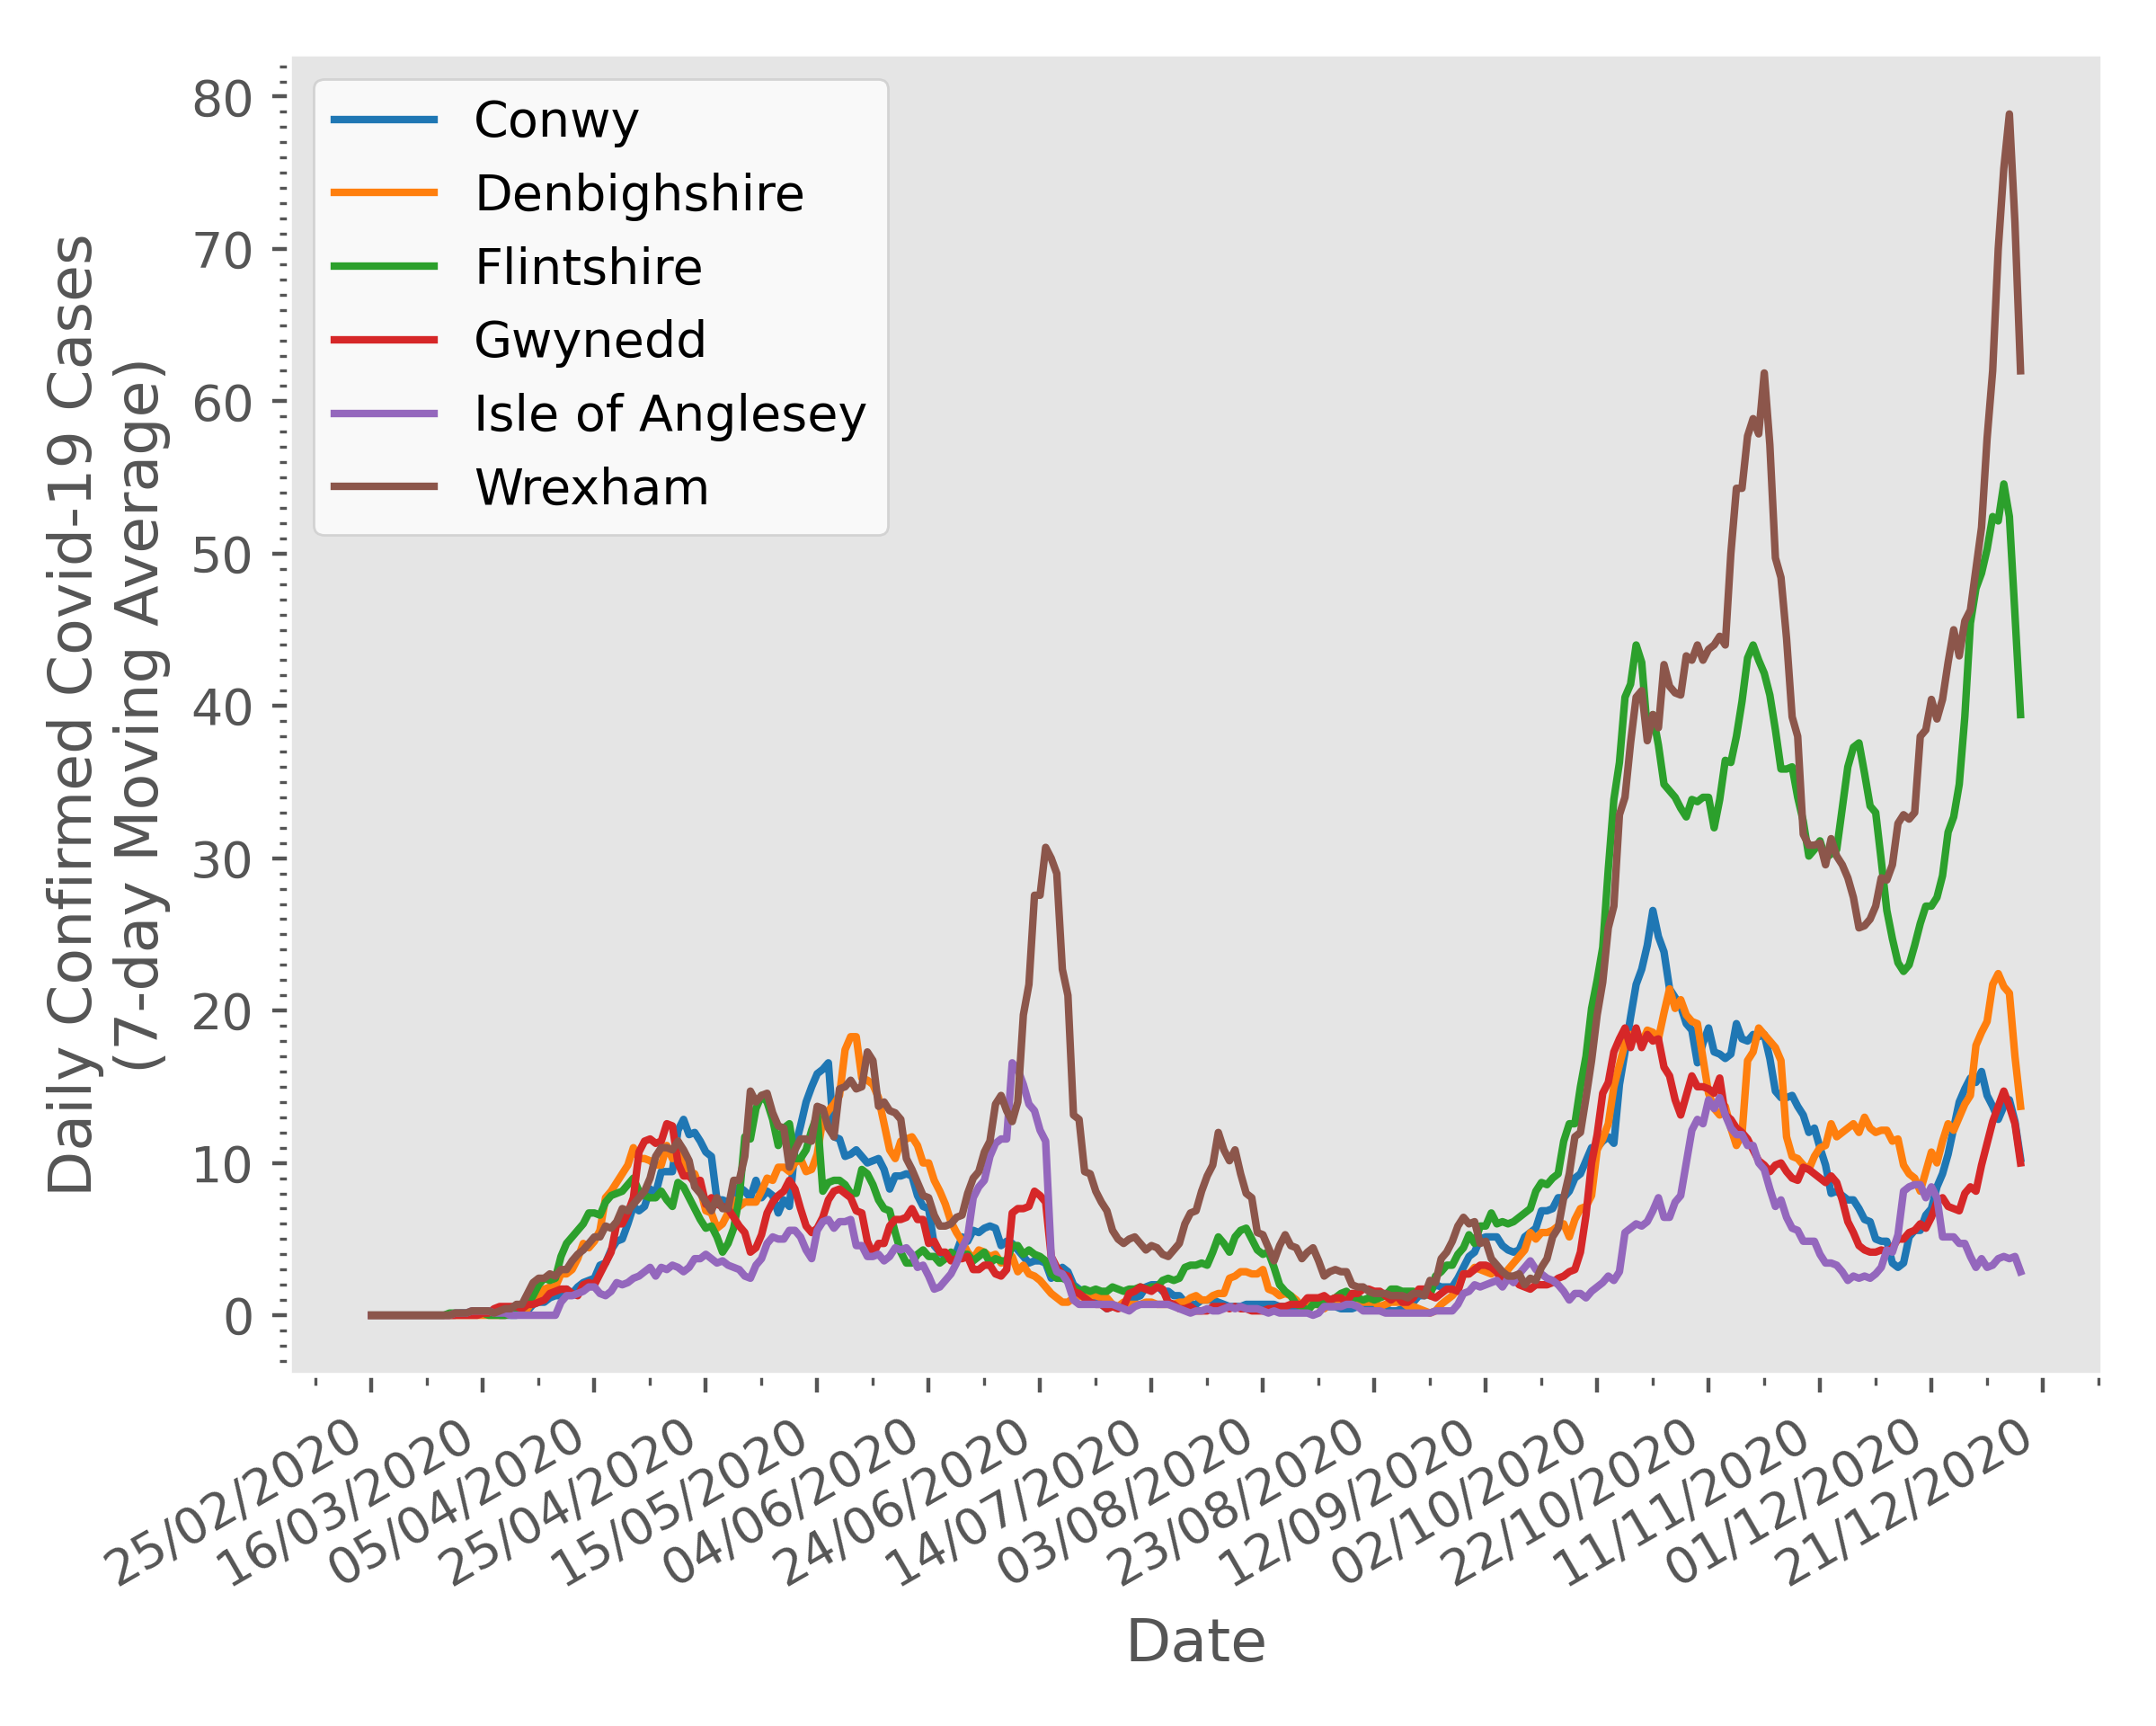 Daily Confirmed Covid-19 Cases
(7-day Moving Average)
80
70
60
50
40
30
20
10
0
Conwy
Denbighshire
Flintshire
Gwynedd
Isle of Anglesey
Wrexham
25/02/2020
16/03/2020
05/04/2020
25/04/2020
15/05/2020
04/06/2020
24/06/2020
14/07/2020
03/08/2020
23/08/2020
12/09/2020
02/10/2020
22/10/2020
11/11/2020
01/12/2020
21/12/2020
Date